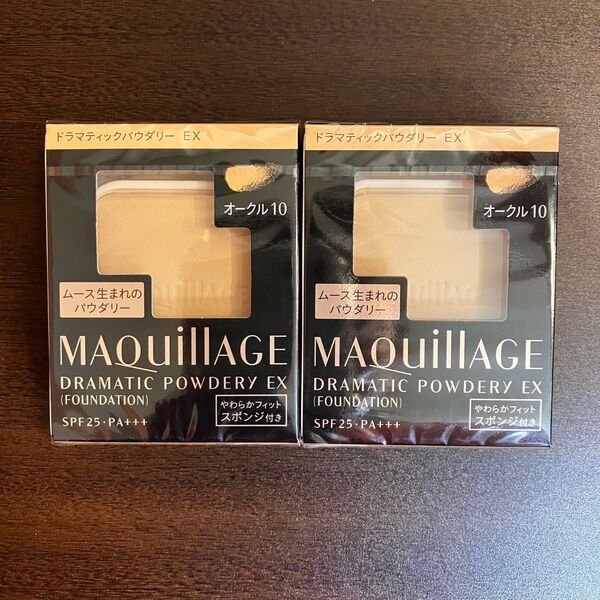 ドラマティックパウダリー EX
オークル10
ムース生まれの
パウダリー
MAQuillAGE
DRAMATIC POWDERY EX
(FOUNDATION)
やわらかフィット
スポンジ付き
SPF25・PA+++
ドラマティックパウダリー EX
オークル10
ムース生まれの
パウダリー
MAQuillAGE
DRAMATIC POWDERY EX
(FOUNDATION)
やわらかフィット
スポンジ付き
SPF25・PA+++